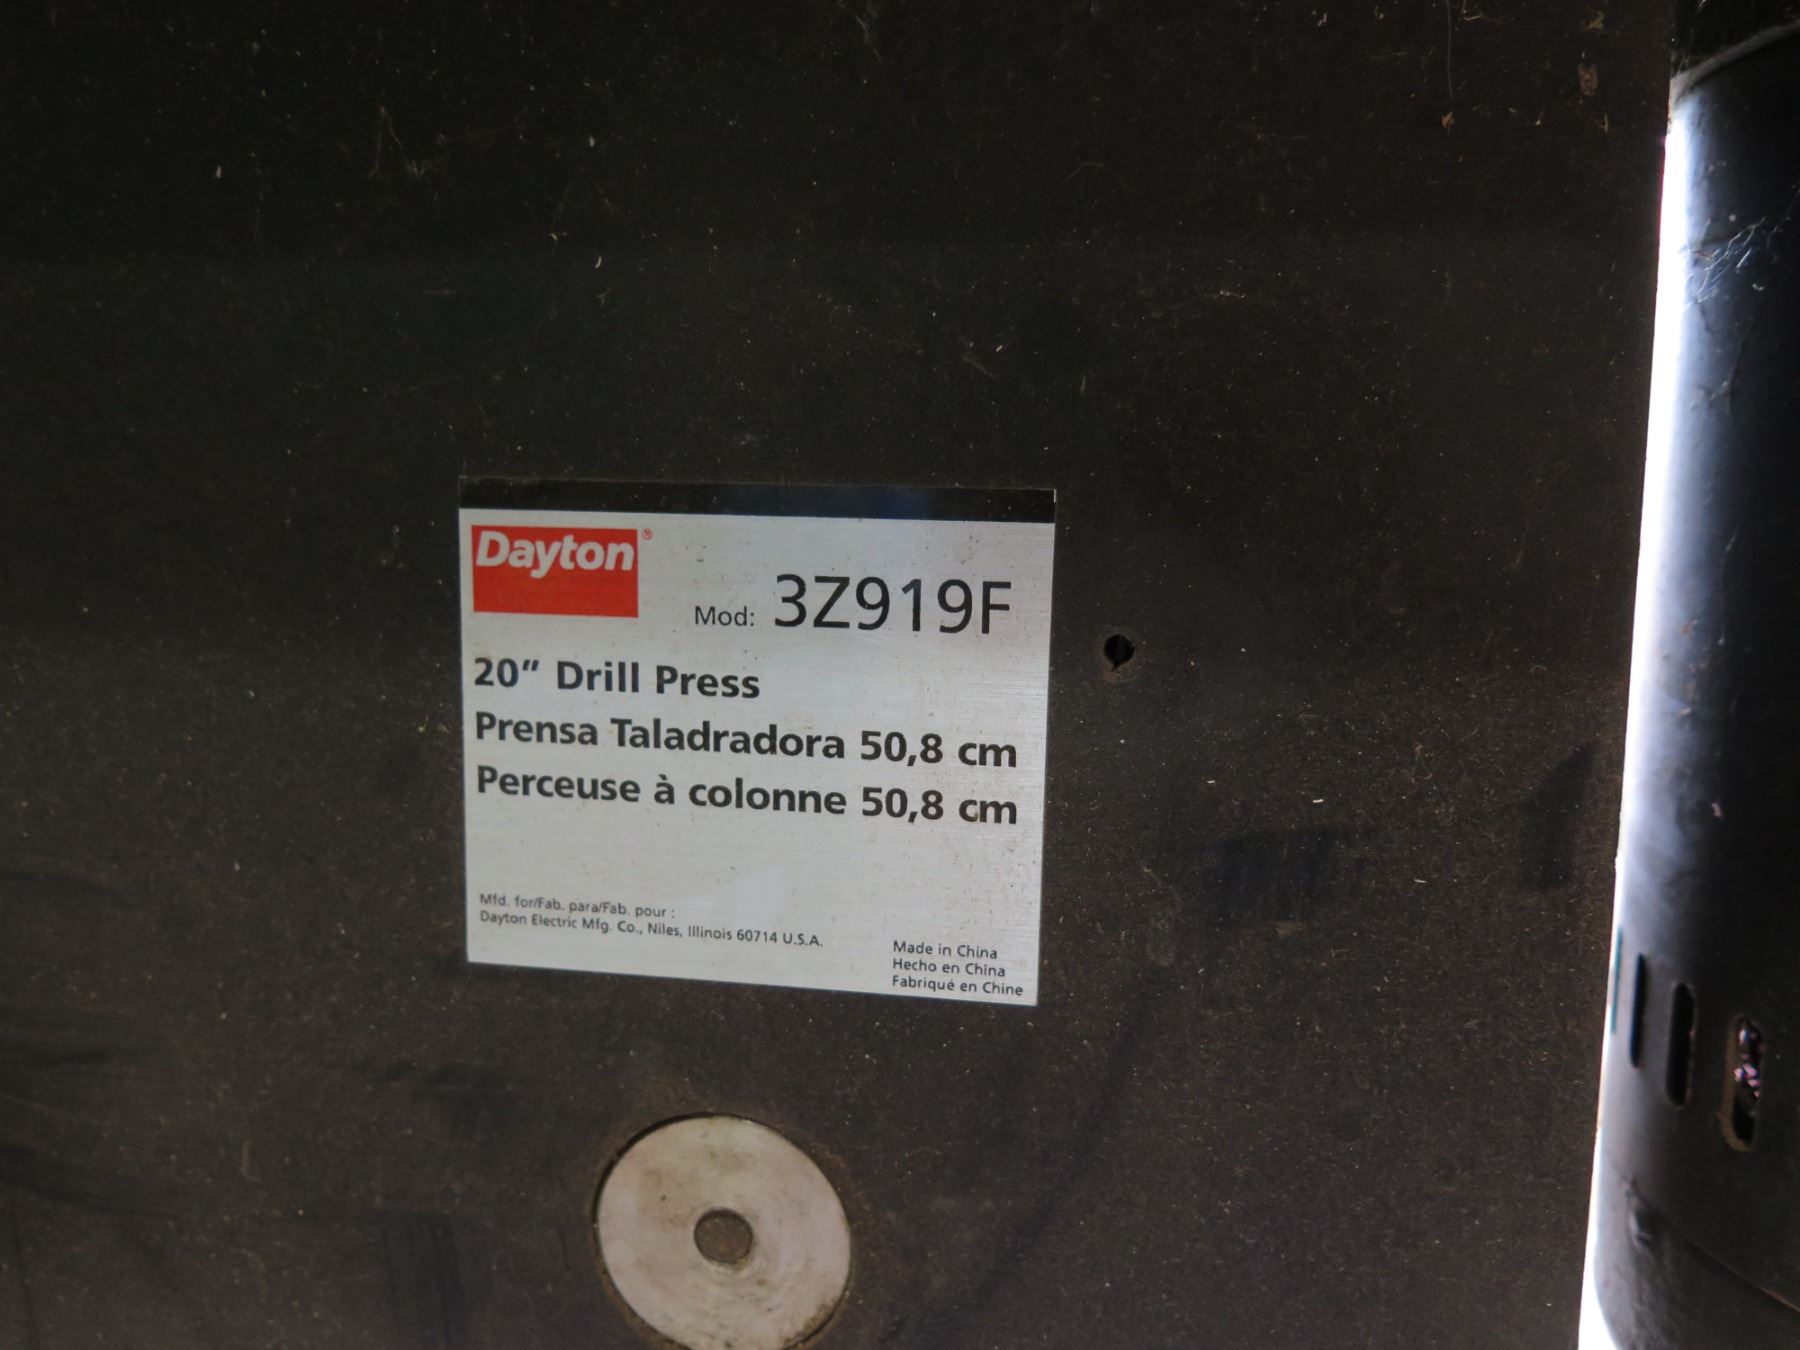 Dayton®
Mod: 3Z919F
20" Drill Press
Prensa Taladradora 50,8 cm
Perceuse à colonne 50,8 cm
Mfd. for/Fab. para/Fab. pour :
Dayton Electric Mfg. Co., Niles, Illinois 60714 U.S.A.
Made in China
Hecho en China
Fabriqué en Chine